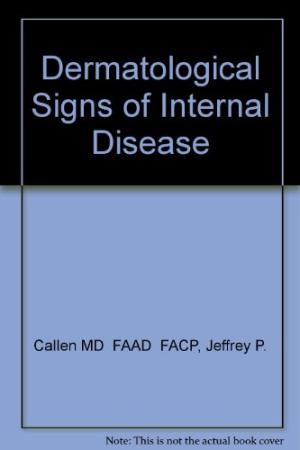 Dermatological
Signs of Internal
Disease
Callen MD  FAAD  FACP, Jeffrey P.
Note: This is not the actual book cover